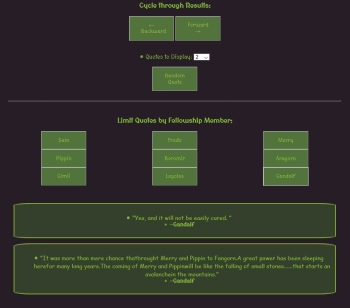 Cycle through Results:
<--
Backward
Forward
-->
• Quotes to Display: 2
Random
Quote
Limit Quotes by Fellowship Member:
Sam
Frodo
Merry
Pippin
Boromir
Aragorn
Gimli
Legolas
Gandalf
• "Yes, and it will not be easily cured. "
• --Gandalf
• "It was more than mere chance thatbrought Merry and Pippin to Fangorn.A great power has been sleeping
herefor many long years.The coming of Merry and Pippinwill be like the falling of small stones......that starts an
avalanchein the mountains."
• --Gandalf